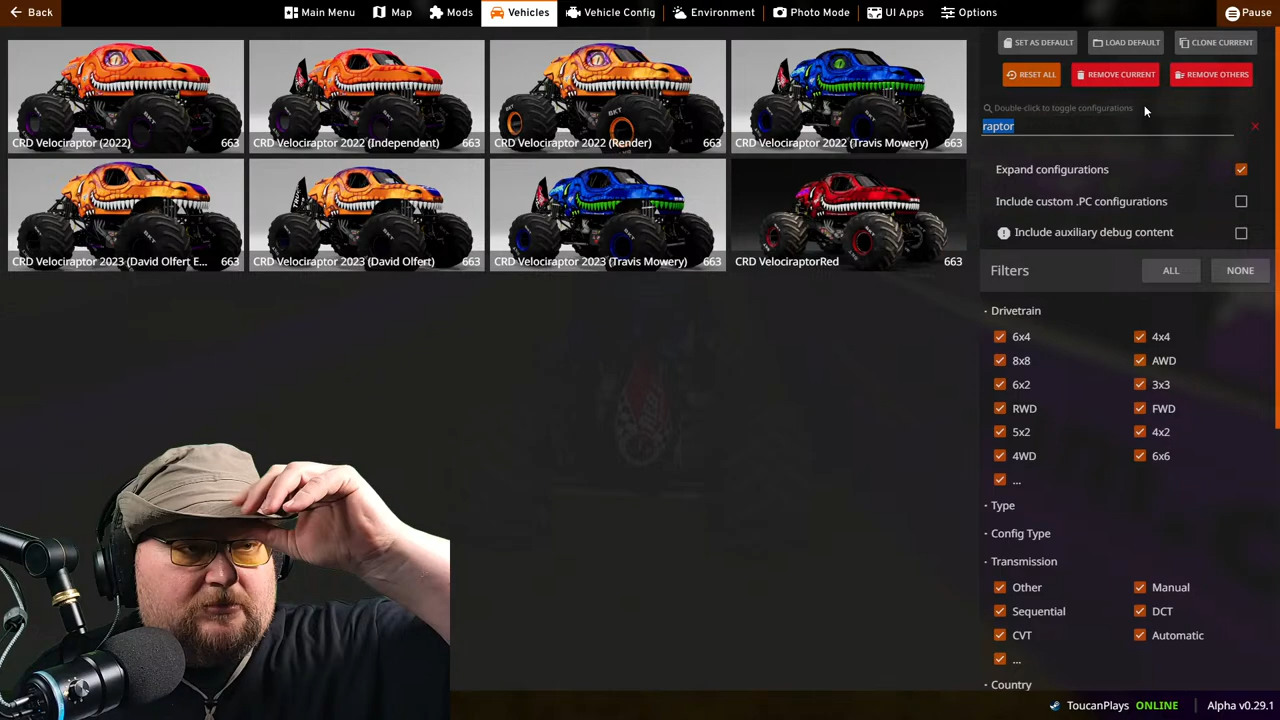 Back
Main Menu
Map
Mods
Vehicles
Vehicle Config
Environment
Photo Mode
UI Apps
Options
Pause
SET AS DEFAULT
LOAD DEFAULT
CLONE CURRENT
RESET ALL
REMOVE CURRENT
REMOVE OTHERS
Double-click to toggle configurations
raptor
Expand configurations
Include custom .PC configurations
Include auxiliary debug content
Filters
ALL
NONE
Drivetrain
6x4
4x4
8x8
AWD
6x2
3x3
RWD
FWD
5x2
4x2
4WD
6x6
...
Type
Config Type
Transmission
Other
Manual
Sequential
DCT
CVT
Automatic
...
Country
CRD Velociraptor (2022) 663
CRD Velociraptor 2022 (Independent) 663
CRD Velociraptor 2022 (Render) 663
CRD Velociraptor 2022 (Travis Mowery) 663
CRD Velociraptor 2023 (David Olfert E... 663
CRD Velociraptor 2023 (David Olfert) 663
CRD Velociraptor 2023 (Travis Mowery) 663
CRD VelociraptorRed 663
ToucanPlays ONLINE
Alpha v0.29.1